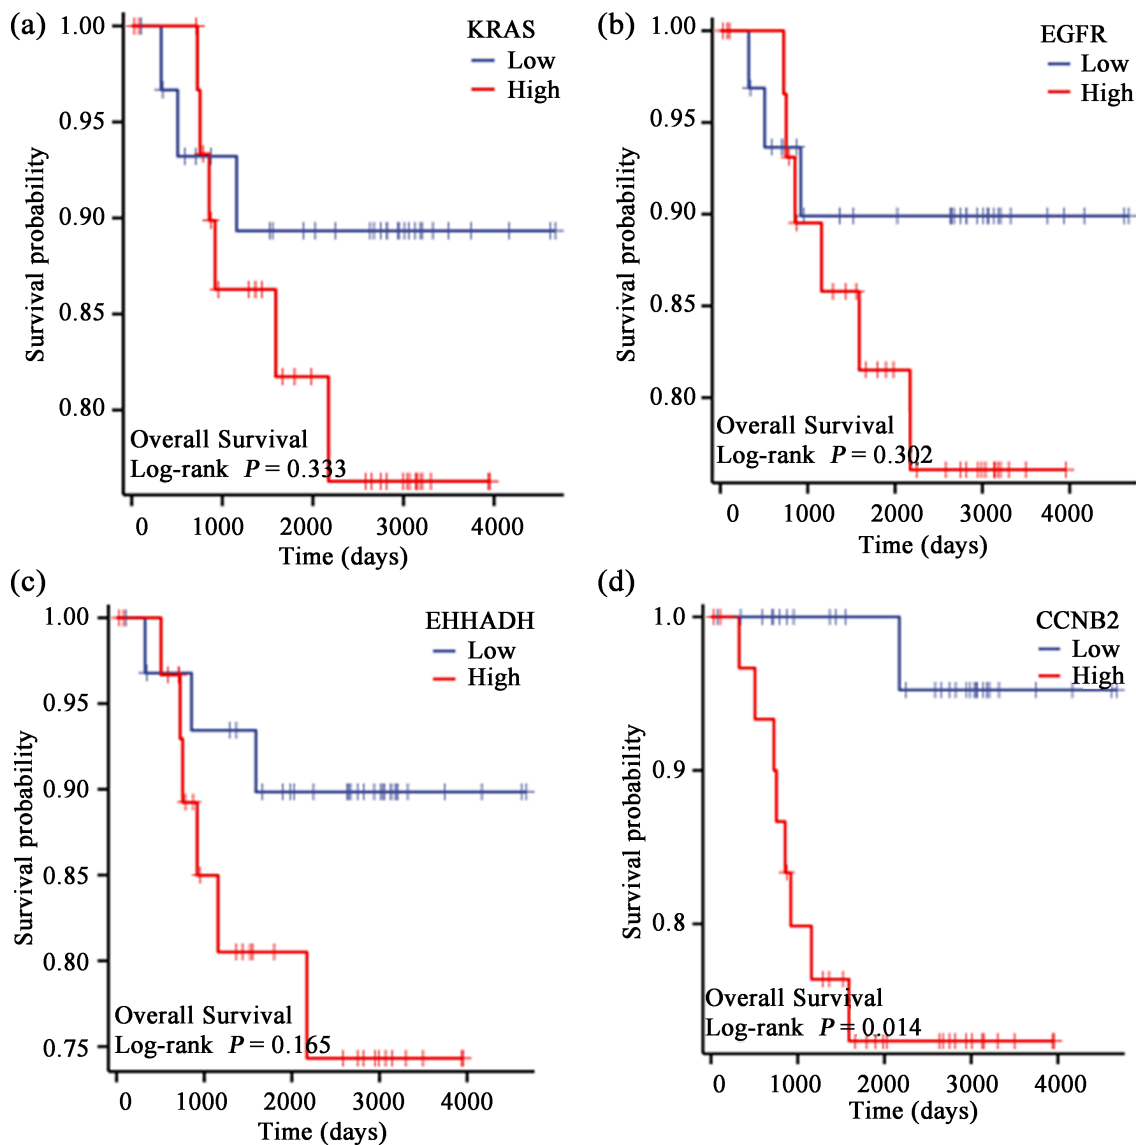 (a)
KRAS
Low
High
1.00
0.95
0.90
0.85
0.80
Survival probability
Overall Survival
Log-rank P = 0.333
0 1000 2000 3000 4000
Time (days)
(b)
EGFR
Low
High
1.00
0.95
0.90
0.85
0.80
Survival probability
Overall Survival
Log-rank P = 0.302
0 1000 2000 3000 4000
Time (days)
(c)
EHHADH
Low
High
1.00
0.95
0.90
0.85
0.80
0.75
Survival probability
Overall Survival
Log-rank P = 0.165
0 1000 2000 3000 4000
Time (days)
(d)
CCNB2
Low
High
1.0
0.9
0.8
Survival probability
Overall Survival
Log-rank P = 0.014
0 1000 2000 3000 4000
Time (days)